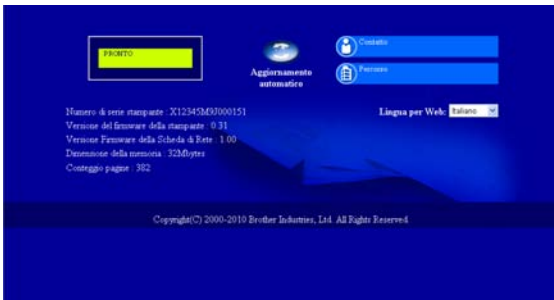 PRONTO
Aggiornamento
automatico
Contatto
Percorso
Numero di serie stampante : X12345M9J000151
Lingua per Web: Italiano
Versione del firmware della stampante : 0.31
Versione Firmware della Scheda di Rete : 1.00
Dimensione della memoria : 32Mbytes
Conteggio pagine : 382
Copyright(C) 2000-2010 Brother Industries, Ltd. All Rights Reserved.